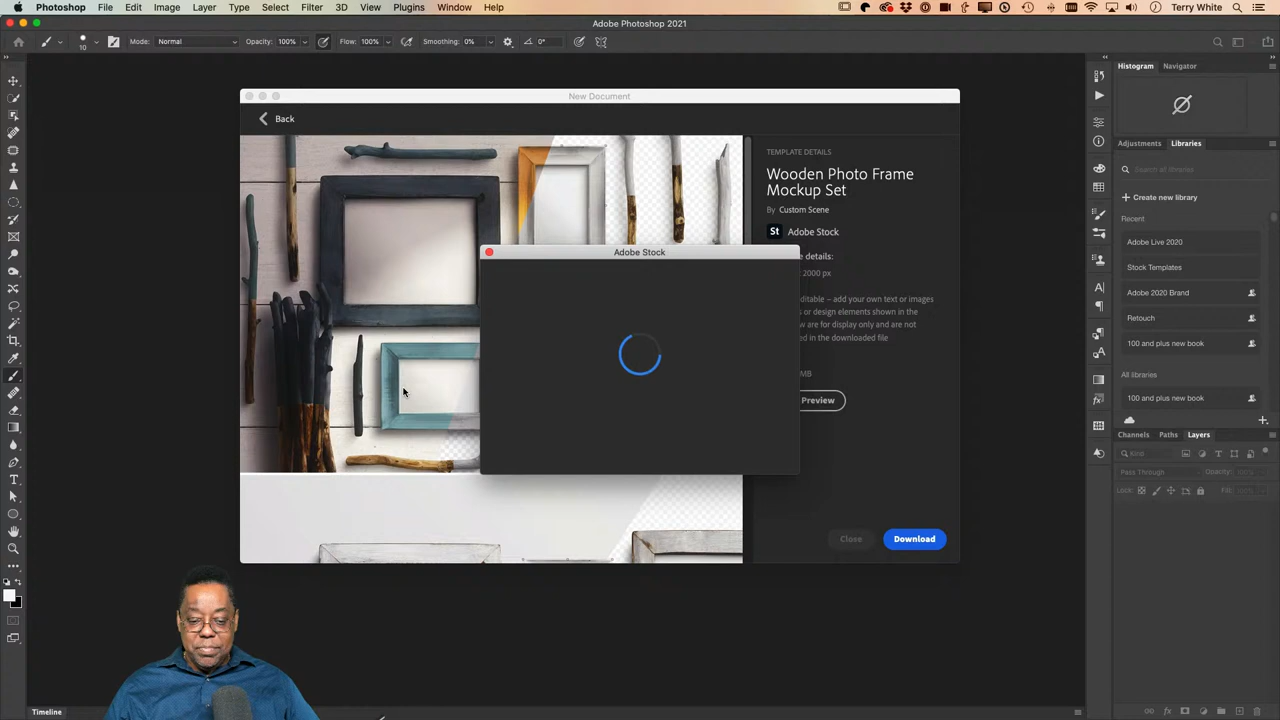 Photoshop File Edit Image Layer Type Select Filter 3D View Plugins Window Help
Terry White
Adobe Photoshop 2021
10
Mode: Normal
Opacity: 100%
Flow: 100%
Smoothing: 0%
0°
New Document
Back
TEMPLATE DETAILS
Wooden Photo Frame
Mockup Set
By Custom Scene
St Adobe Stock
e details:
2000 px
editable – add your own text or images
or design elements shown in the
w are for display only and are not
ed in the downloaded file
MB
Preview
Close
Download
Adobe Stock
Histogram
Navigator
Adjustments
Libraries
Search all libraries
Create new library
Recent
Adobe Live 2020
Stock Templates
Adobe 2020 Brand
Retouch
100 and plus new book
All libraries
100 and plus new book
Channels
Paths
Layers
Kind
Pass Through
Opacity:
Lock:
Fill:
Timeline